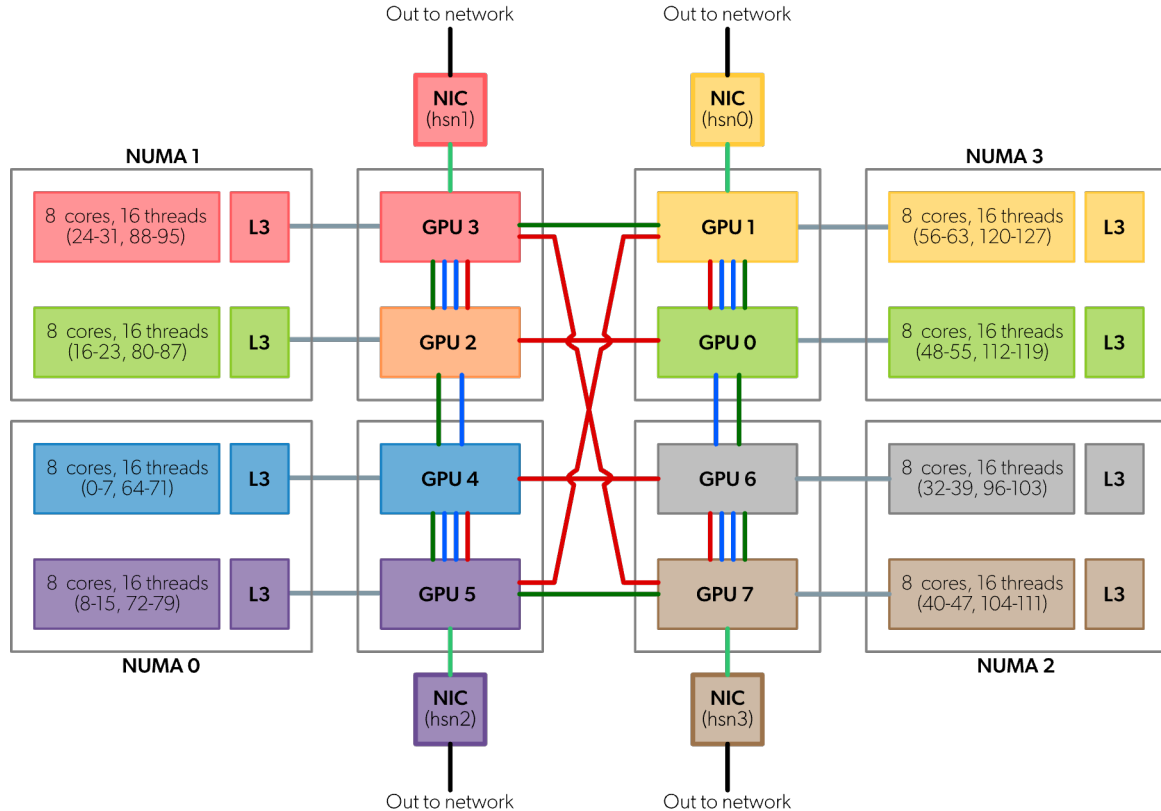 Out to network
Out to network
NIC
(hsn1)
NIC
(hsn0)
NUMA 1
NUMA 3
8 cores, 16 threads
(24-31, 88-95)
L3
GPU 3
GPU 1
8 cores, 16 threads
(56-63, 120-127)
L3
8 cores, 16 threads
(16-23, 80-87)
L3
GPU 2
GPU 0
8 cores, 16 threads
(48-55, 112-119)
L3
8 cores, 16 threads
(0-7, 64-71)
L3
GPU 4
GPU 6
8 cores, 16 threads
(32-39, 96-103)
L3
8 cores, 16 threads
(8-15, 72-79)
L3
GPU 5
GPU 7
8 cores, 16 threads
(40-47, 104-111)
L3
NUMA 0
NUMA 2
NIC
(hsn2)
NIC
(hsn3)
Out to network
Out to network